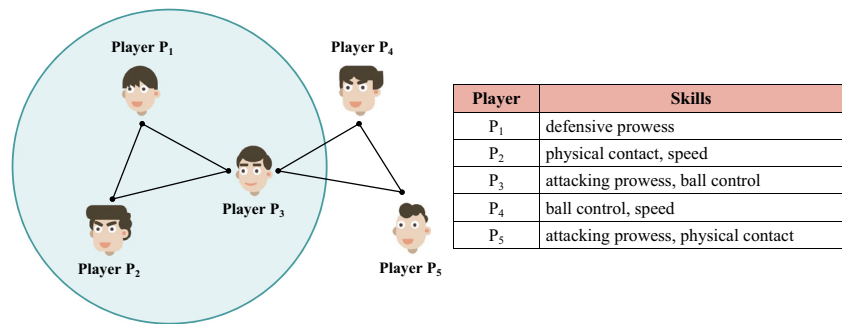 Player P1
Player P4
Player P3
Player P2
Player P5
Player Skills
P1 defensive prowess
P2 physical contact, speed
P3 attacking prowess, ball control
P4 ball control, speed
P5 attacking prowess, physical contact